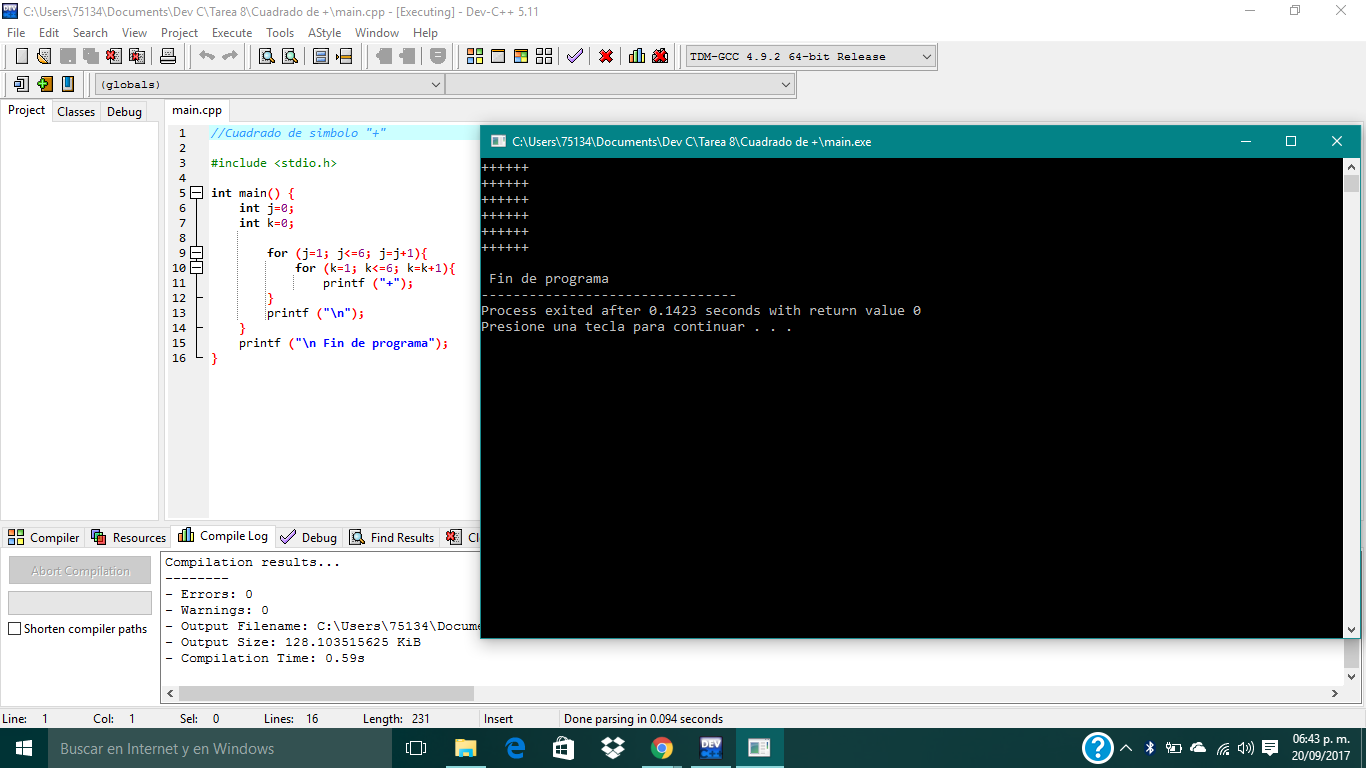 C:\Users\75134\Documents\Dev C\Tarea 8\Cuadrado de +\main.cpp - [Executing] - Dev-C++ 5.11
File Edit Search View Project Execute Tools AStyle Window Help
TDM-GCC 4.9.2 64-bit Release
(globals)
Project Classes Debug
main.cpp
1 //Cuadrado de simbolo "+"
2
3 #include <stdio.h>
4
5 int main() {
6 int j=0;
7 int k=0;
8
9 for (j=1; j<=6; j=j+1){
10 for (k=1; k<=6; k=k+1){
11 printf ("+");
12 }
13 printf ("\n");
14 }
15 printf ("\n Fin de programa");
16 }
C:\Users\75134\Documents\Dev C\Tarea 8\Cuadrado de +\main.exe
++++++
++++++
++++++
++++++
++++++
++++++
Fin de programa
--------------------------------
Process exited after 0.1423 seconds with return value 0
Presione una tecla para continuar . . .
Compiler Resources Compile Log Debug Find Results Cl
Abort Compilation
Shorten compiler paths
Compilation results...
--------
- Errors: 0
- Warnings: 0
- Output Filename: C:\Users\75134\Docume
- Output Size: 128.103515625 KiB
- Compilation Time: 0.59s
Line: 1 Col: 1 Sel: 0 Lines: 16 Length: 231 Insert Done parsing in 0.094 seconds
Buscar en Internet y en Windows
DEV C++
06:43 p. m.
20/09/2017